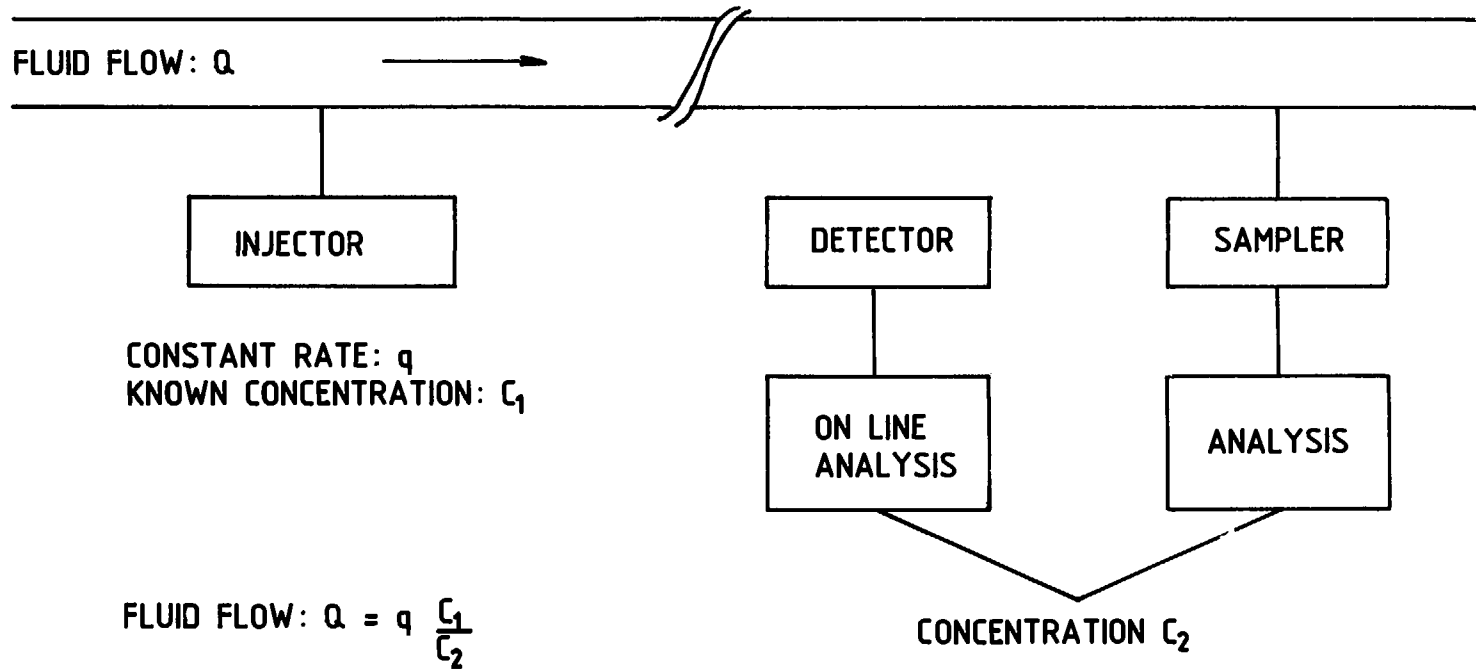 FLUID FLOW: Q
INJECTOR
DETECTOR
SAMPLER
CONSTANT RATE: q
KNOWN CONCENTRATION: C₁
ON LINE
ANALYSIS
ANALYSIS
FLUID FLOW: Q = q C₁/C₂
CONCENTRATION C₂